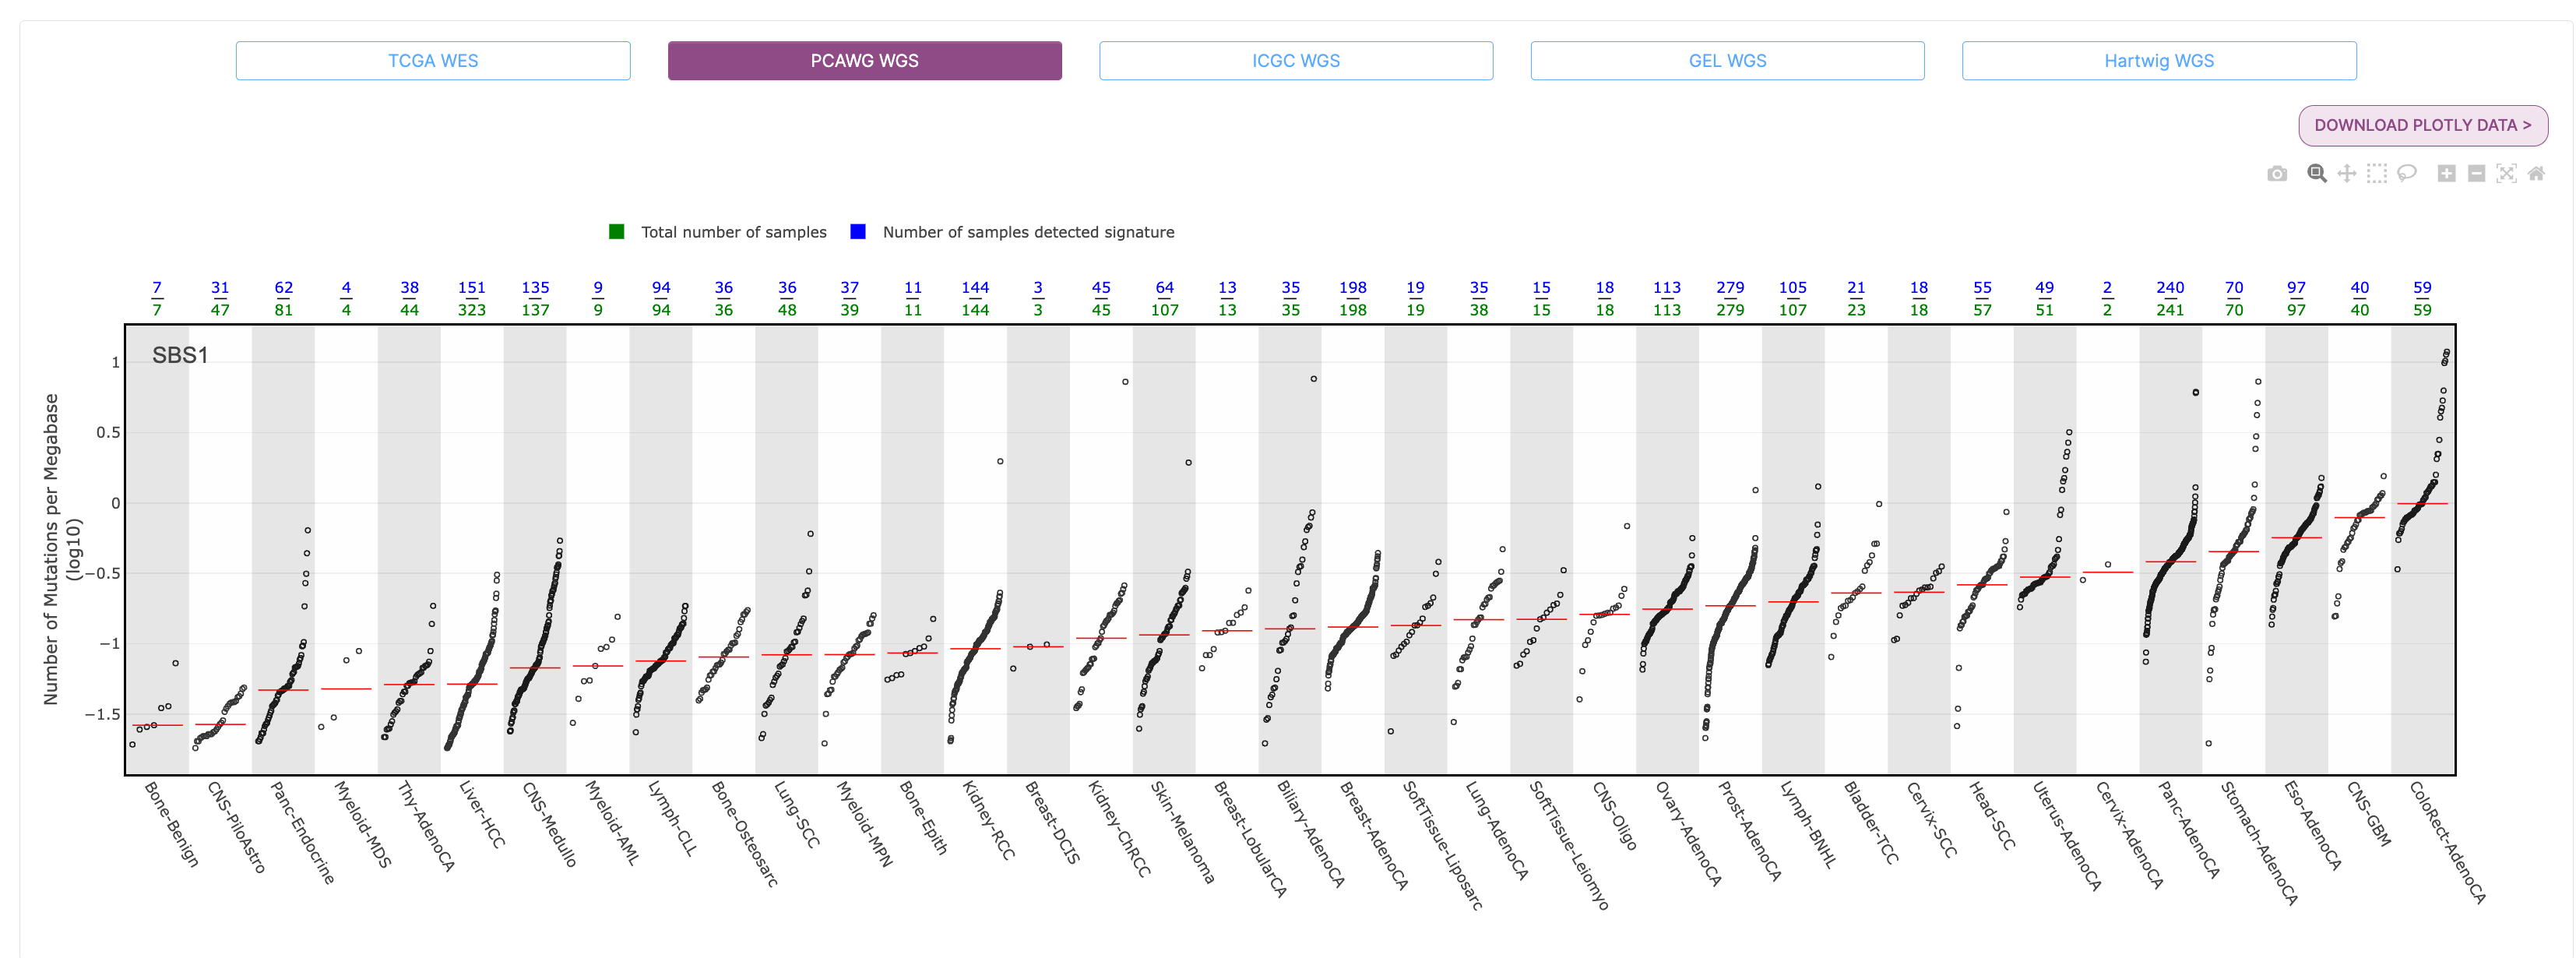 TCGA WES PCAWG WGS ICGC WGS GEL WGS Hartwig WGS
DOWNLOAD PLOTLY DATA >
Total number of samples Number of samples detected signature
7 31 62 4 38 151 135 9 94 36 36 37 11 144 3 45 64 13 35 198 19 35 15 18 113 279 105 21 18 55 49 2 240 70 97 40 59
7 47 81 4 44 323 137 9 94 36 48 39 11 144 3 45 107 13 35 198 19 38 15 18 113 279 107 23 18 57 51 2 241 70 97 40 59
SBS1
Number of Mutations per Megabase
(log10)
1
0.5
0
−0.5
−1
−1.5
Bone-Benign
CNS-PiloAstro
Panc-Endocrine
Myeloid-MDS
Thy-AdenoCA
Liver-HCC
CNS-Medullo
Myeloid-AML
Lymph-CLL
Bone-Osteosarc
Lung-SCC
Myeloid-MPN
Bone-Epith
Kidney-RCC
Breast-DCIS
Kidney-ChRCC
Skin-Melanoma
Breast-LobularCA
Biliary-AdenoCA
Breast-AdenoCA
SoftTissue-Liposarc
Lung-AdenoCA
SoftTissue-Leiomyo
CNS-Oligo
Ovary-AdenoCA
Prost-AdenoCA
Lymph-BNHL
Bladder-TCC
Cervix-SCC
Head-SCC
Uterus-AdenoCA
Cervix-AdenoCA
Panc-AdenoCA
Stomach-AdenoCA
Eso-AdenoCA
CNS-GBM
ColoRect-AdenoCA